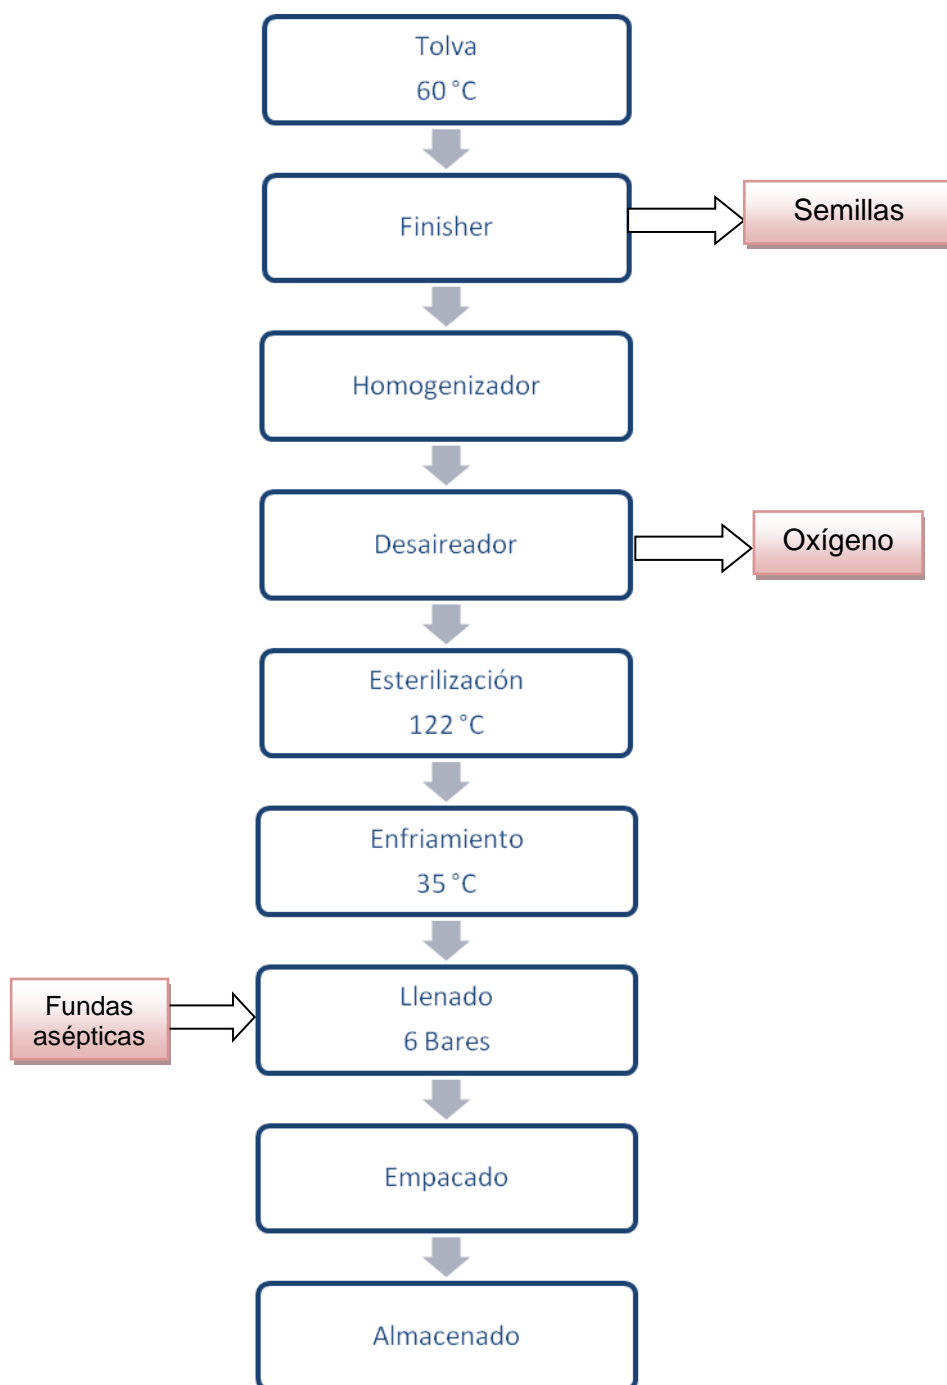 Tolva
60 °C
Finisher
Semillas
Homogenizador
Desaireador
Oxígeno
Esterilización
122 °C
Enfriamiento
35 °C
Fundas
asépticas
Llenado
6 Bares
Empacado
Almacenado